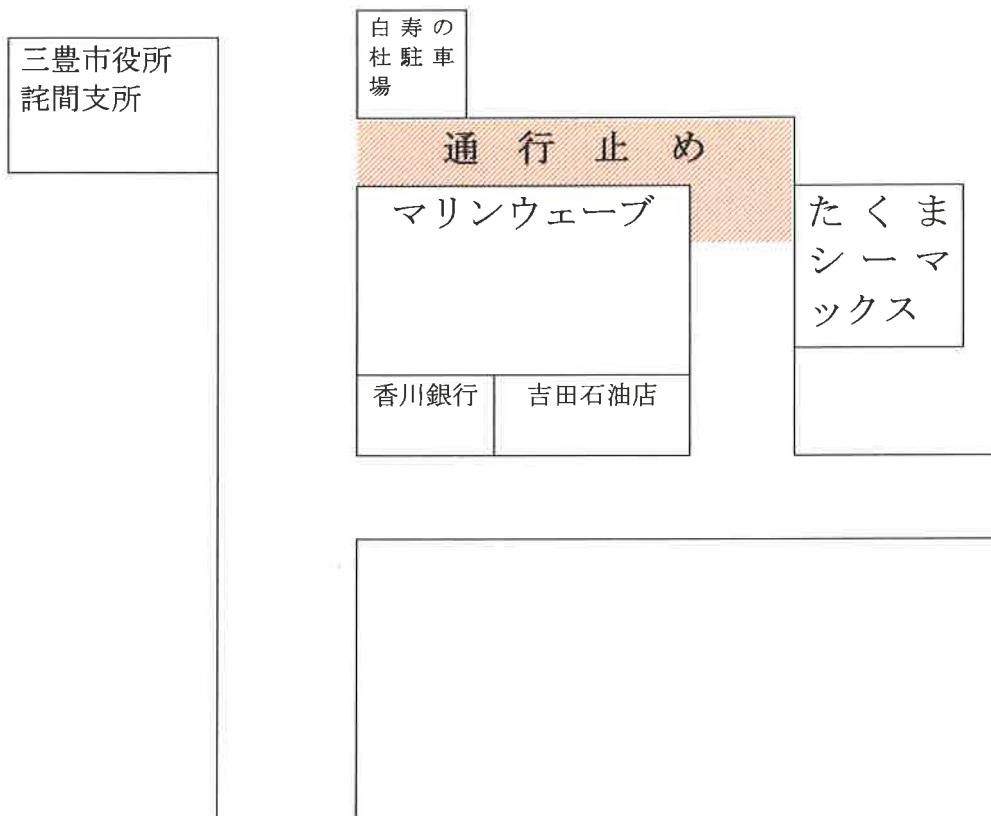 三豊市役所
詫間支所
白寿の
杜駐車
場
通行止め
マリンウェーブ
たくま
シーマ
ックス
香川銀行
吉田石油店